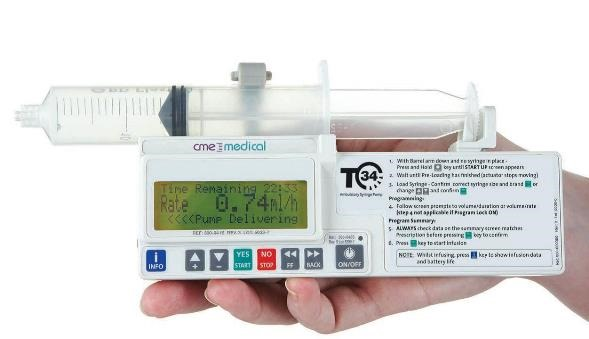 cme medical
Time Remaining 22:33
Rate 0.74ml/h
<<<<Pump Delivering
i
INFO
+
−
YES
START
NO
STOP
FF
BACK
ON/OFF
T34
Ambulatory Syringe Pump
1. With Barrel arm down and no syringe in place -
Press and Hold key until START UP screen appears
2. Wait until Pre-Loading has finished (actuator stops moving)
3. Load Syringe - Confirm correct syringe size and brand or
change and confirm
Programming:
4. Follow screen prompts to volume/duration or volume/rate
(step 4 not applicable if Program Lock ON)
Program Summary:
5. ALWAYS check data on the summary screen matches
Prescription before pressing key to confirm
6. Press key to start infusion
NOTE: Whilst infusing, press i key to show infusion data
and battery life